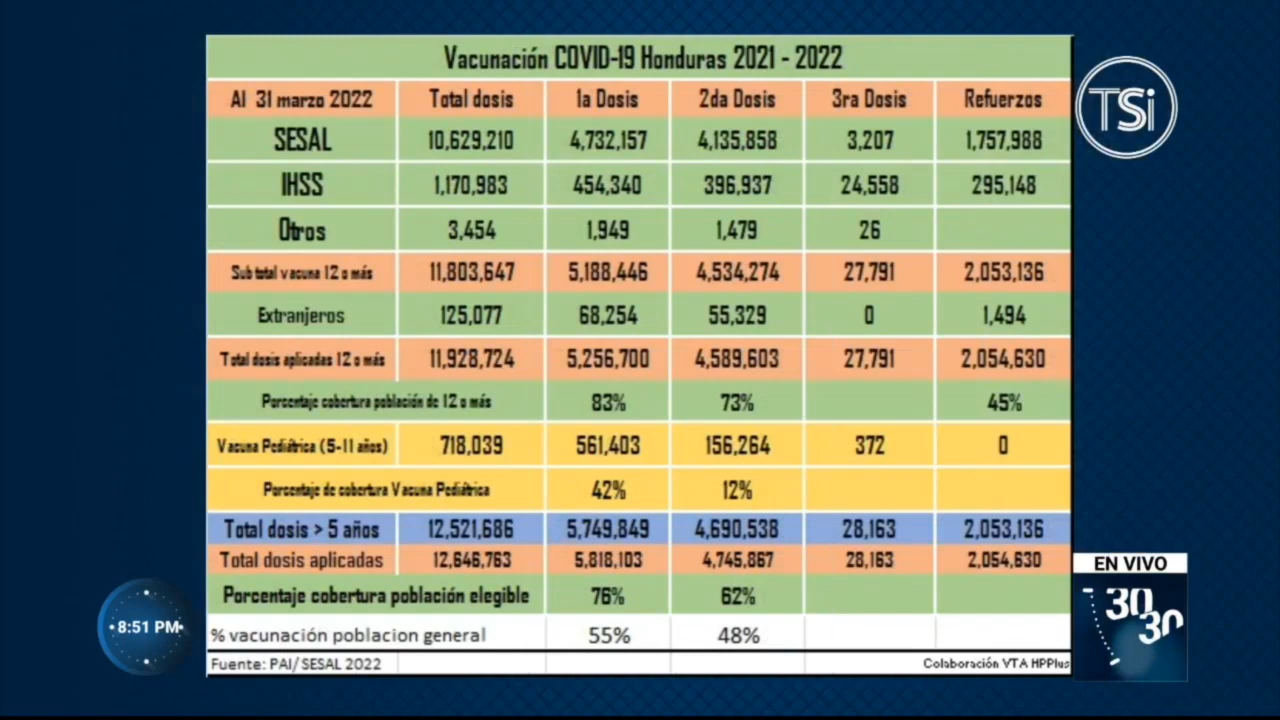 Vacunación COVID-19 Honduras 2021 - 2022
Al 31 marzo 2022 Total dosis 1a Dosis 2da Dosis 3ra Dosis Refuerzos
SESAL 10,629,210 4,732,157 4,135,858 3,207 1,757,988
IHSS 1,170,983 454,340 396,937 24,558 295,148
Otros 3,454 1,949 1,479 26
Sub total vacuna 12 o más 11,803,647 5,188,446 4,534,274 27,791 2,053,136
Extranjeros 125,077 68,254 55,329 0 1,494
Total dosis aplicadas 12 o más 11,928,724 5,256,700 4,589,603 27,791 2,054,630
Porcentaje cobertura población de 12 o más 83% 73% 45%
Vacuna Pediátrica (5-11 años) 718,039 561,403 156,264 372 0
Porcentaje de cobertura Vacuna Pediátrica 42% 12%
Total dosis > 5 años 12,521,686 5,749,849 4,690,538 28,163 2,053,136
Total dosis aplicadas 12,646,763 5,818,103 4,745,867 28,163 2,054,630
Porcentaje cobertura población elegible 76% 62%
% vacunación poblacion general 55% 48%
Fuente: PAI/SESAL 2022 Colaboración VTA HPPlus
TSi
8:51 PM
EN VIVO
30
30